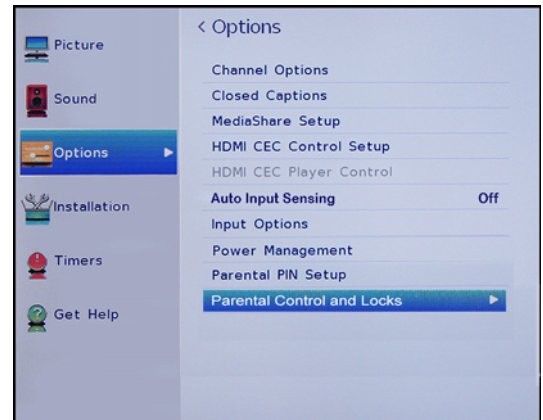 Picture
Sound
Options
Installation
Timers
Get Help
< Options
Channel Options
Closed Captions
MediaShare Setup
HDMI CEC Control Setup
HDMI CEC Player Control
Auto Input Sensing Off
Input Options
Power Management
Parental PIN Setup
Parental Control and Locks